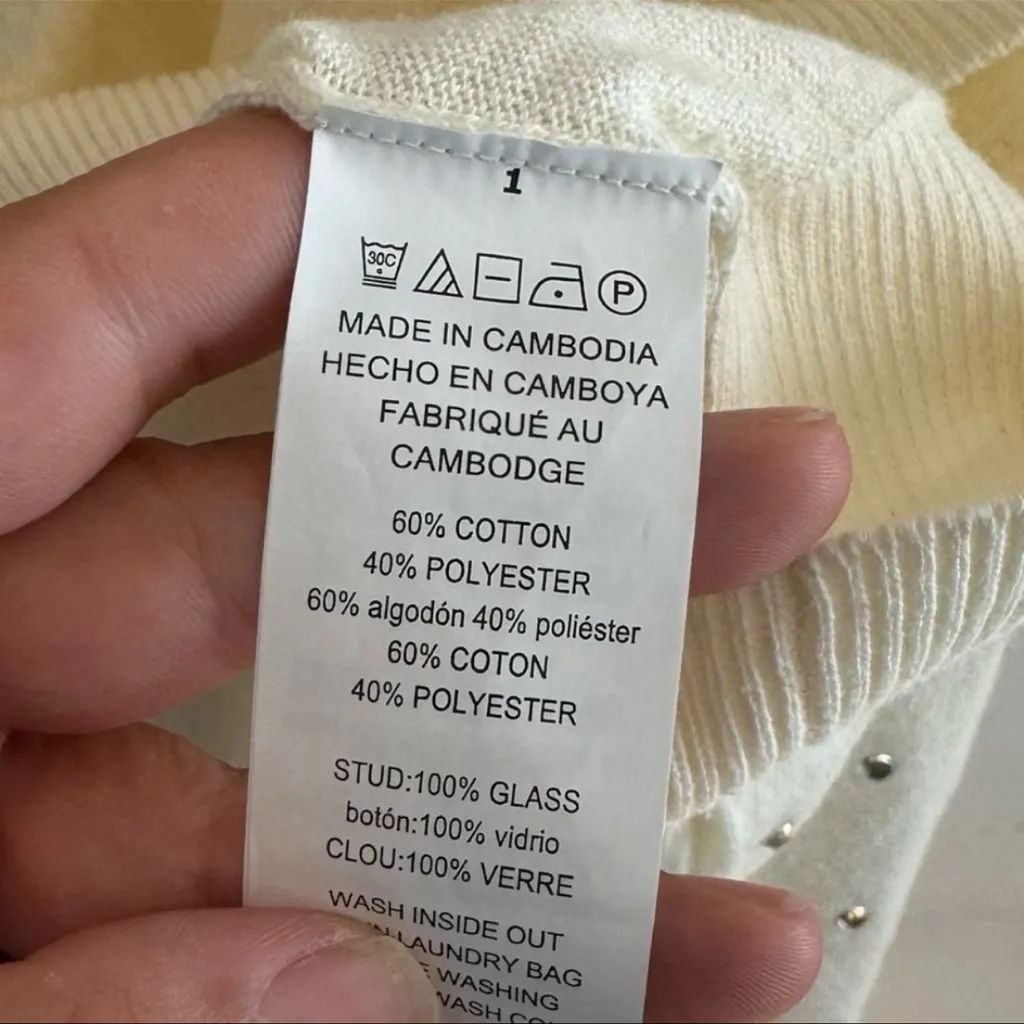 1
30C
P
MADE IN CAMBODIA
HECHO EN CAMBOYA
FABRIQUÉ AU
CAMBODGE
60% COTTON
40% POLYESTER
60% algodón 40% poliéster
60% COTON
40% POLYESTER
STUD:100% GLASS
botón:100% vidrio
CLOU:100% VERRE
WASH INSIDE OUT
LAUNDRY BAG
WASHING
WASH